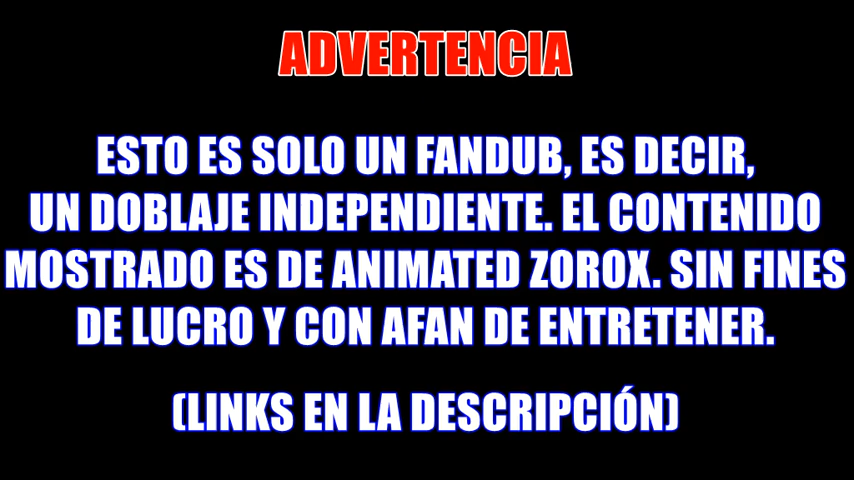 ADVERTENCIA
ESTO ES SOLO UN FANDUB, ES DECIR,
UN DOBLAJE INDEPENDIENTE. EL CONTENIDO
MOSTRADO ES DE ANIMATED ZOROX. SIN FINES
DE LUCRO Y CON AFAN DE ENTRETENER.
(LINKS EN LA DESCRIPCIÓN)